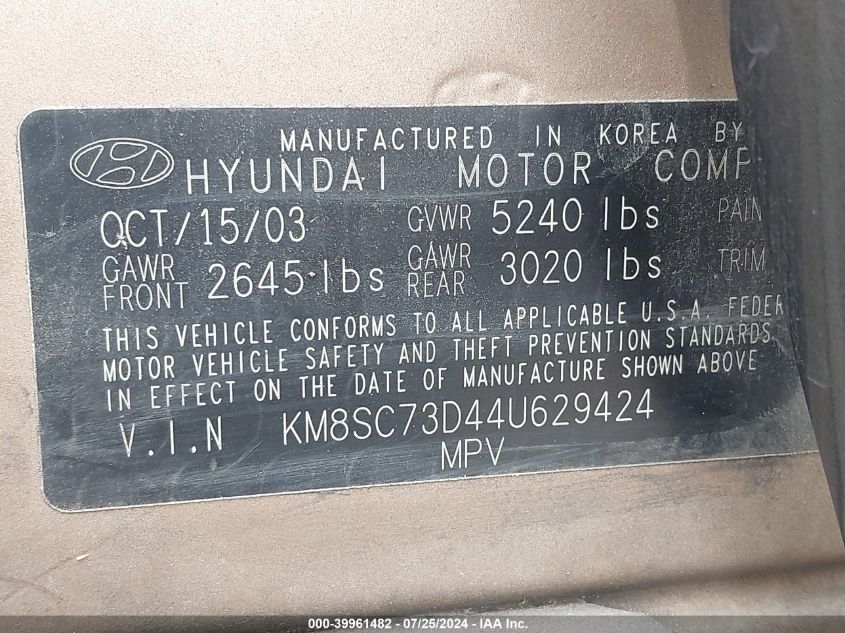 MANUFACTURED IN KOREA BY
HYUNDAI MOTOR COMP
OCT/15/03 GVWR 5240 lbs PAIN
GAWR FRONT 2645 lbs GAWR REAR 3020 lbs TRIM
THIS VEHICLE CONFORMS TO ALL APPLICABLE U.S.A. FEDER
MOTOR VEHICLE SAFETY AND THEFT PREVENTION STANDARDS
IN EFFECT ON THE DATE OF MANUFACTURE SHOWN ABOVE
V.I.N KM8SC73D44U629424
MPV
000-39961482 - 07/25/2024 - IAA Inc.